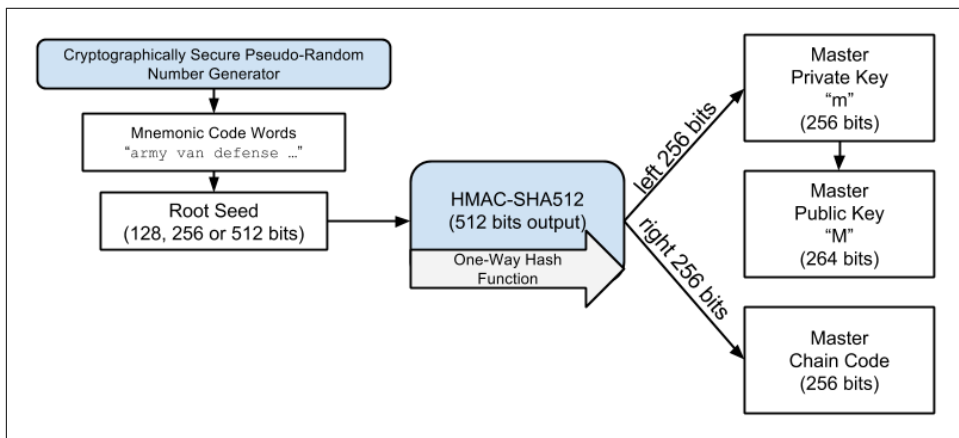 Cryptographically Secure Pseudo-Random
Number Generator
Mnemonic Code Words
“army van defense …”
Root Seed
(128, 256 or 512 bits)
HMAC-SHA512
(512 bits output)
One-Way Hash
Function
left 256 bits
right 256 bits
Master
Private Key
“m”
(256 bits)
Master
Public Key
“M”
(264 bits)
Master
Chain Code
(256 bits)